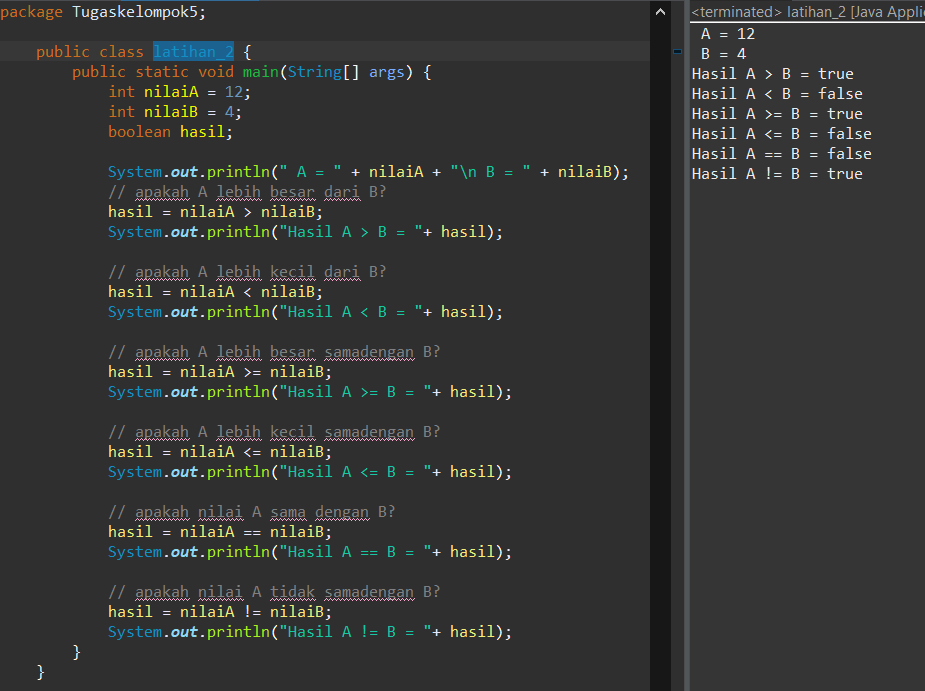 package Tugaskelompok5;
public class latihan_2 {
public static void main(String[] args) {
int nilaiA = 12;
int nilaiB = 4;
boolean hasil;
System.out.println(" A = " + nilaiA + "\n B = " + nilaiB);
// apakah A lebih besar dari B?
hasil = nilaiA > nilaiB;
System.out.println("Hasil A > B = "+ hasil);
// apakah A lebih kecil dari B?
hasil = nilaiA < nilaiB;
System.out.println("Hasil A < B = "+ hasil);
// apakah A lebih besar samadengan B?
hasil = nilaiA >= nilaiB;
System.out.println("Hasil A >= B = "+ hasil);
// apakah A lebih kecil samadengan B?
hasil = nilaiA <= nilaiB;
System.out.println("Hasil A <= B = "+ hasil);
// apakah nilai A sama dengan B?
hasil = nilaiA == nilaiB;
System.out.println("Hasil A == B = "+ hasil);
// apakah nilai A tidak samadengan B?
hasil = nilaiA != nilaiB;
System.out.println("Hasil A != B = "+ hasil);
}
}
<terminated> latihan_2 [Java Applic
A = 12
B = 4
Hasil A > B = true
Hasil A < B = false
Hasil A >= B = true
Hasil A <= B = false
Hasil A == B = false
Hasil A != B = true